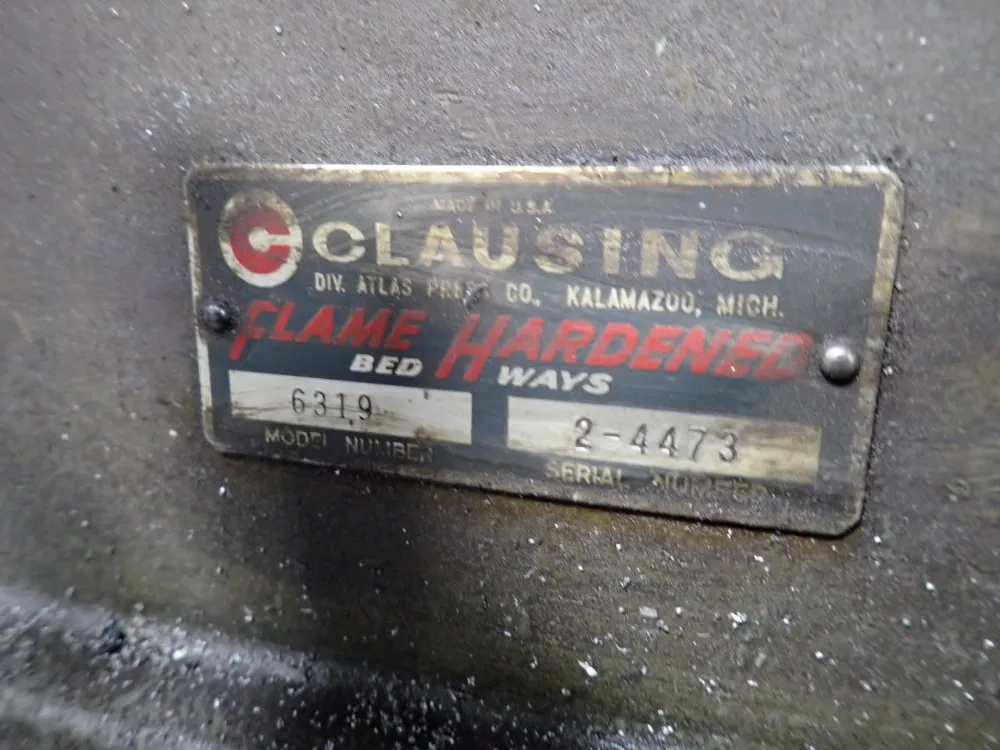 MADE IN U.S.A.
C CLAUSING
DIV. ATLAS PRESS CO., KALAMAZOO, MICH.
FLAME HARDENED
BED WAYS
6319 2-4473
MODEL NUMBER SERIAL NUMBER